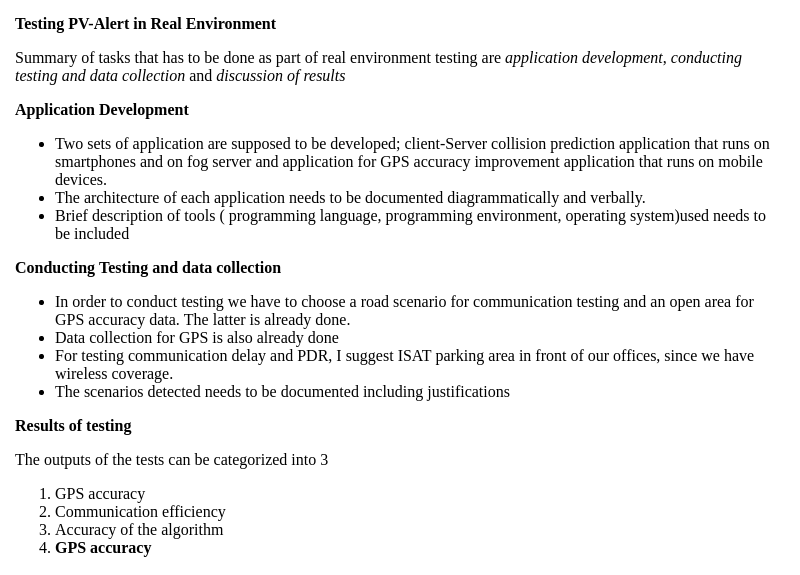 Testing PV-Alert in Real Environment
Summary of tasks that has to be done as part of real environment testing are application development, conducting
testing and data collection and discussion of results
Application Development
• Two sets of application are supposed to be developed; client-Server collision prediction application that runs on
smartphones and on fog server and application for GPS accuracy improvement application that runs on mobile
devices.
• The architecture of each application needs to be documented diagrammatically and verbally.
• Brief description of tools ( programming language, programming environment, operating system)used needs to
be included
Conducting Testing and data collection
• In order to conduct testing we have to choose a road scenario for communication testing and an open area for
GPS accuracy data. The latter is already done.
• Data collection for GPS is also already done
• For testing communication delay and PDR, I suggest ISAT parking area in front of our offices, since we have
wireless coverage.
• The scenarios detected needs to be documented including justifications
Results of testing
The outputs of the tests can be categorized into 3
1. GPS accuracy
2. Communication efficiency
3. Accuracy of the algorithm
4. GPS accuracy